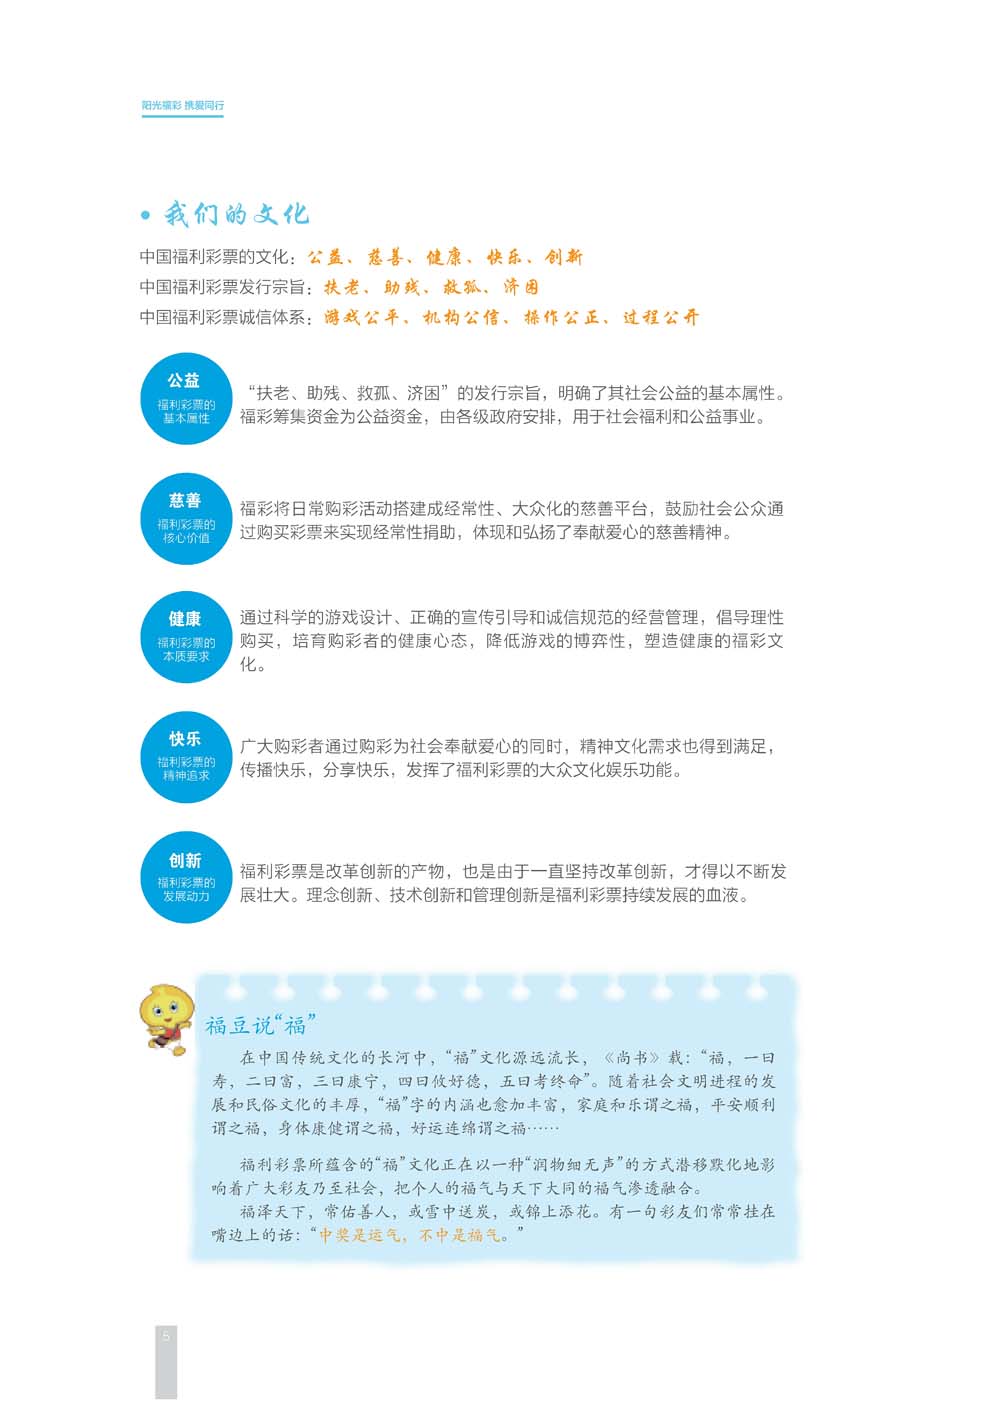 阳光福彩 携爱同行
• 我们的文化
中国福利彩票的文化：公益、慈善、健康、快乐、创新
中国福利彩票发行宗旨：扶老、助残、救孤、济困
中国福利彩票诚信体系：游戏公平、机构公信、操作公正、过程公开
公益
福利彩票的
基本属性
“扶老、助残、救孤、济困”的发行宗旨，明确了其社会公益的基本属性。
福彩筹集资金为公益资金，由各级政府安排，用于社会福利和公益事业。
慈善
福利彩票的
核心价值
福彩将日常购彩活动搭建成经常性、大众化的慈善平台，鼓励社会公众通
过购买彩票来实现经常性捐助，体现和弘扬了奉献爱心的慈善精神。
健康
福利彩票的
本质要求
通过科学的游戏设计、正确的宣传引导和诚信规范的经营管理，倡导理性
购买，培育购彩者的健康心态，降低游戏的博弈性，塑造健康的福彩文
化。
快乐
福利彩票的
精神追求
广大购彩者通过购彩为社会奉献爱心的同时，精神文化需求也得到满足，
传播快乐，分享快乐，发挥了福利彩票的大众文化娱乐功能。
创新
福利彩票的
发展动力
福利彩票是改革创新的产物，也是由于一直坚持改革创新，才得以不断发
展壮大。理念创新、技术创新和管理创新是福利彩票持续发展的血液。
福豆说“福”
在中国传统文化的长河中，“福”文化源远流长，《尚书》载：“福，一曰
寿，二曰富，三曰康宁，四曰攸好德，五曰考终命”。随着社会文明进程的发
展和民俗文化的丰厚，“福”字的内涵也愈加丰富，家庭和乐谓之福，平安顺利
谓之福，身体康健谓之福，好运连绵谓之福……
福利彩票所蕴含的“福”文化正在以一种“润物细无声”的方式潜移默化地影
响着广大彩友乃至社会，把个人的福气与天下大同的福气渗透融合。
福泽天下，常佑善人，或雪中送炭，或锦上添花。有一句彩友们常常挂在
嘴边上的话：“中奖是运气，不中是福气。”
5